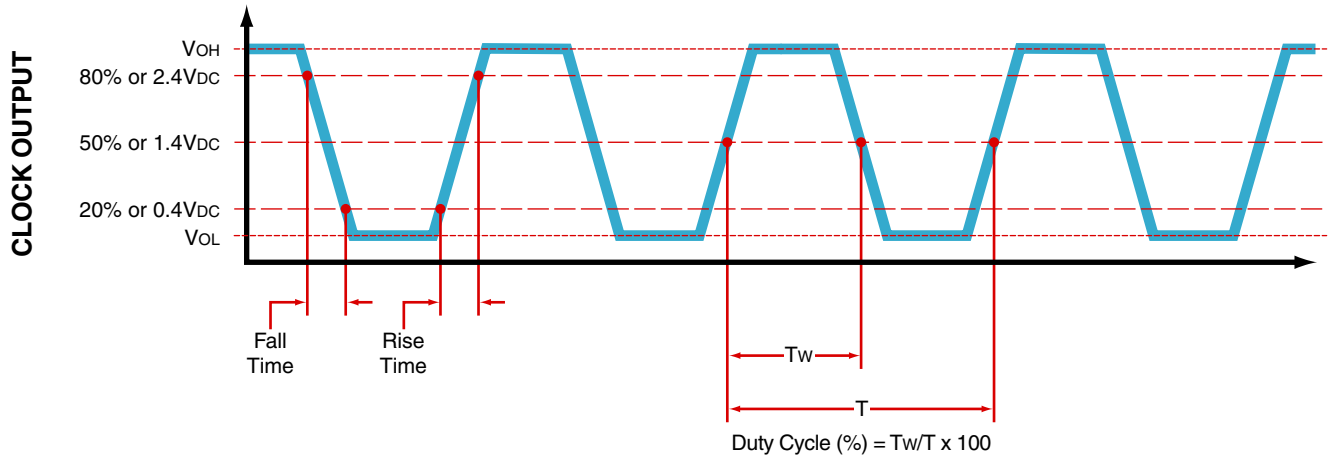 CLOCK OUTPUT
VOH
80% or 2.4VDC
50% or 1.4VDC
20% or 0.4VDC
VOL
Fall
Time
Rise
Time
TW
T
Duty Cycle (%) = TW/T x 100